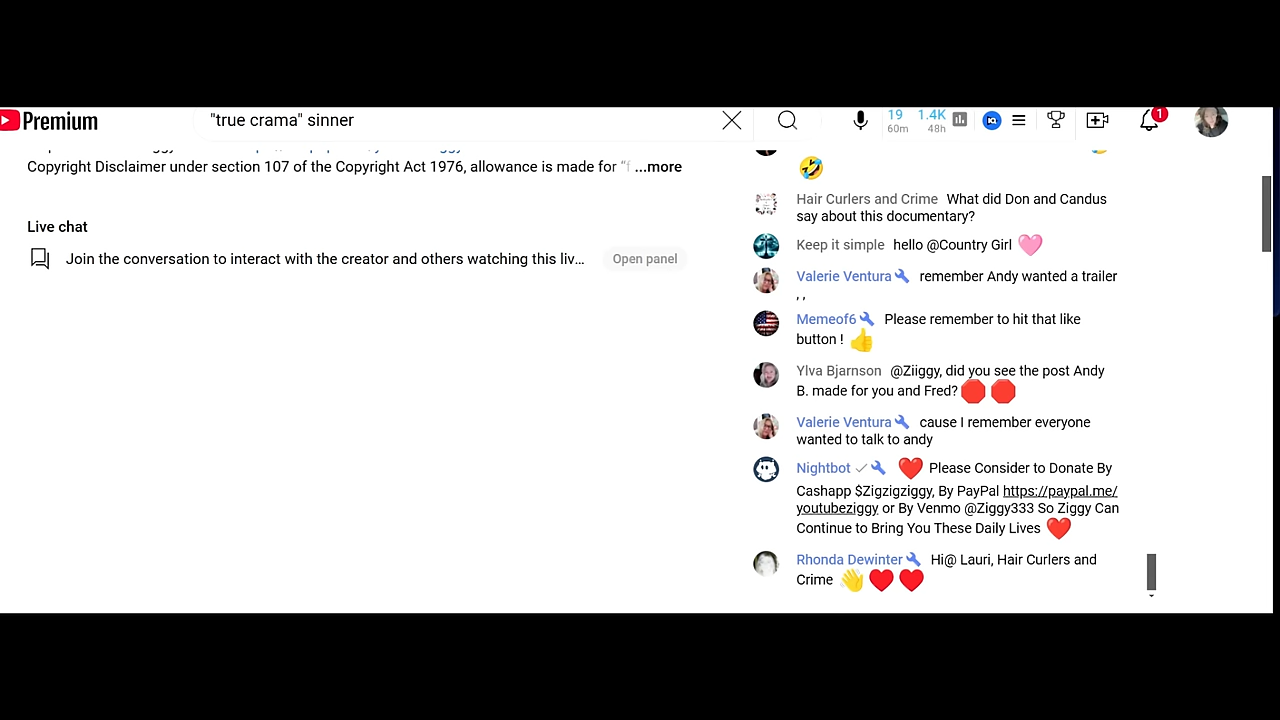 Premium
"true crama" sinner
19
60m
1.4K
48h
1
Copyright Disclaimer under section 107 of the Copyright Act 1976, allowance is made for “f ...more
Live chat
Join the conversation to interact with the creator and others watching this liv...
Open panel
🤣
Hair Curlers and Crime What did Don and Candus
say about this documentary?
Keep it simple hello @Country Girl 🩷
Valerie Ventura remember Andy wanted a trailer
, ,
Memeof6 Please remember to hit that like
button ! 👍
Ylva Bjarnson @Ziiggy, did you see the post Andy
B. made for you and Fred? 🛑 🛑
Valerie Ventura cause I remember everyone
wanted to talk to andy
Nightbot ❤️ Please Consider to Donate By
Cashapp $Zigzigziggy, By PayPal https://paypal.me/
youtubeziggy or By Venmo @Ziggy333 So Ziggy Can
Continue to Bring You These Daily Lives ❤️
Rhonda Dewinter Hi@ Lauri, Hair Curlers and
Crime 👋 ♥️ ♥️